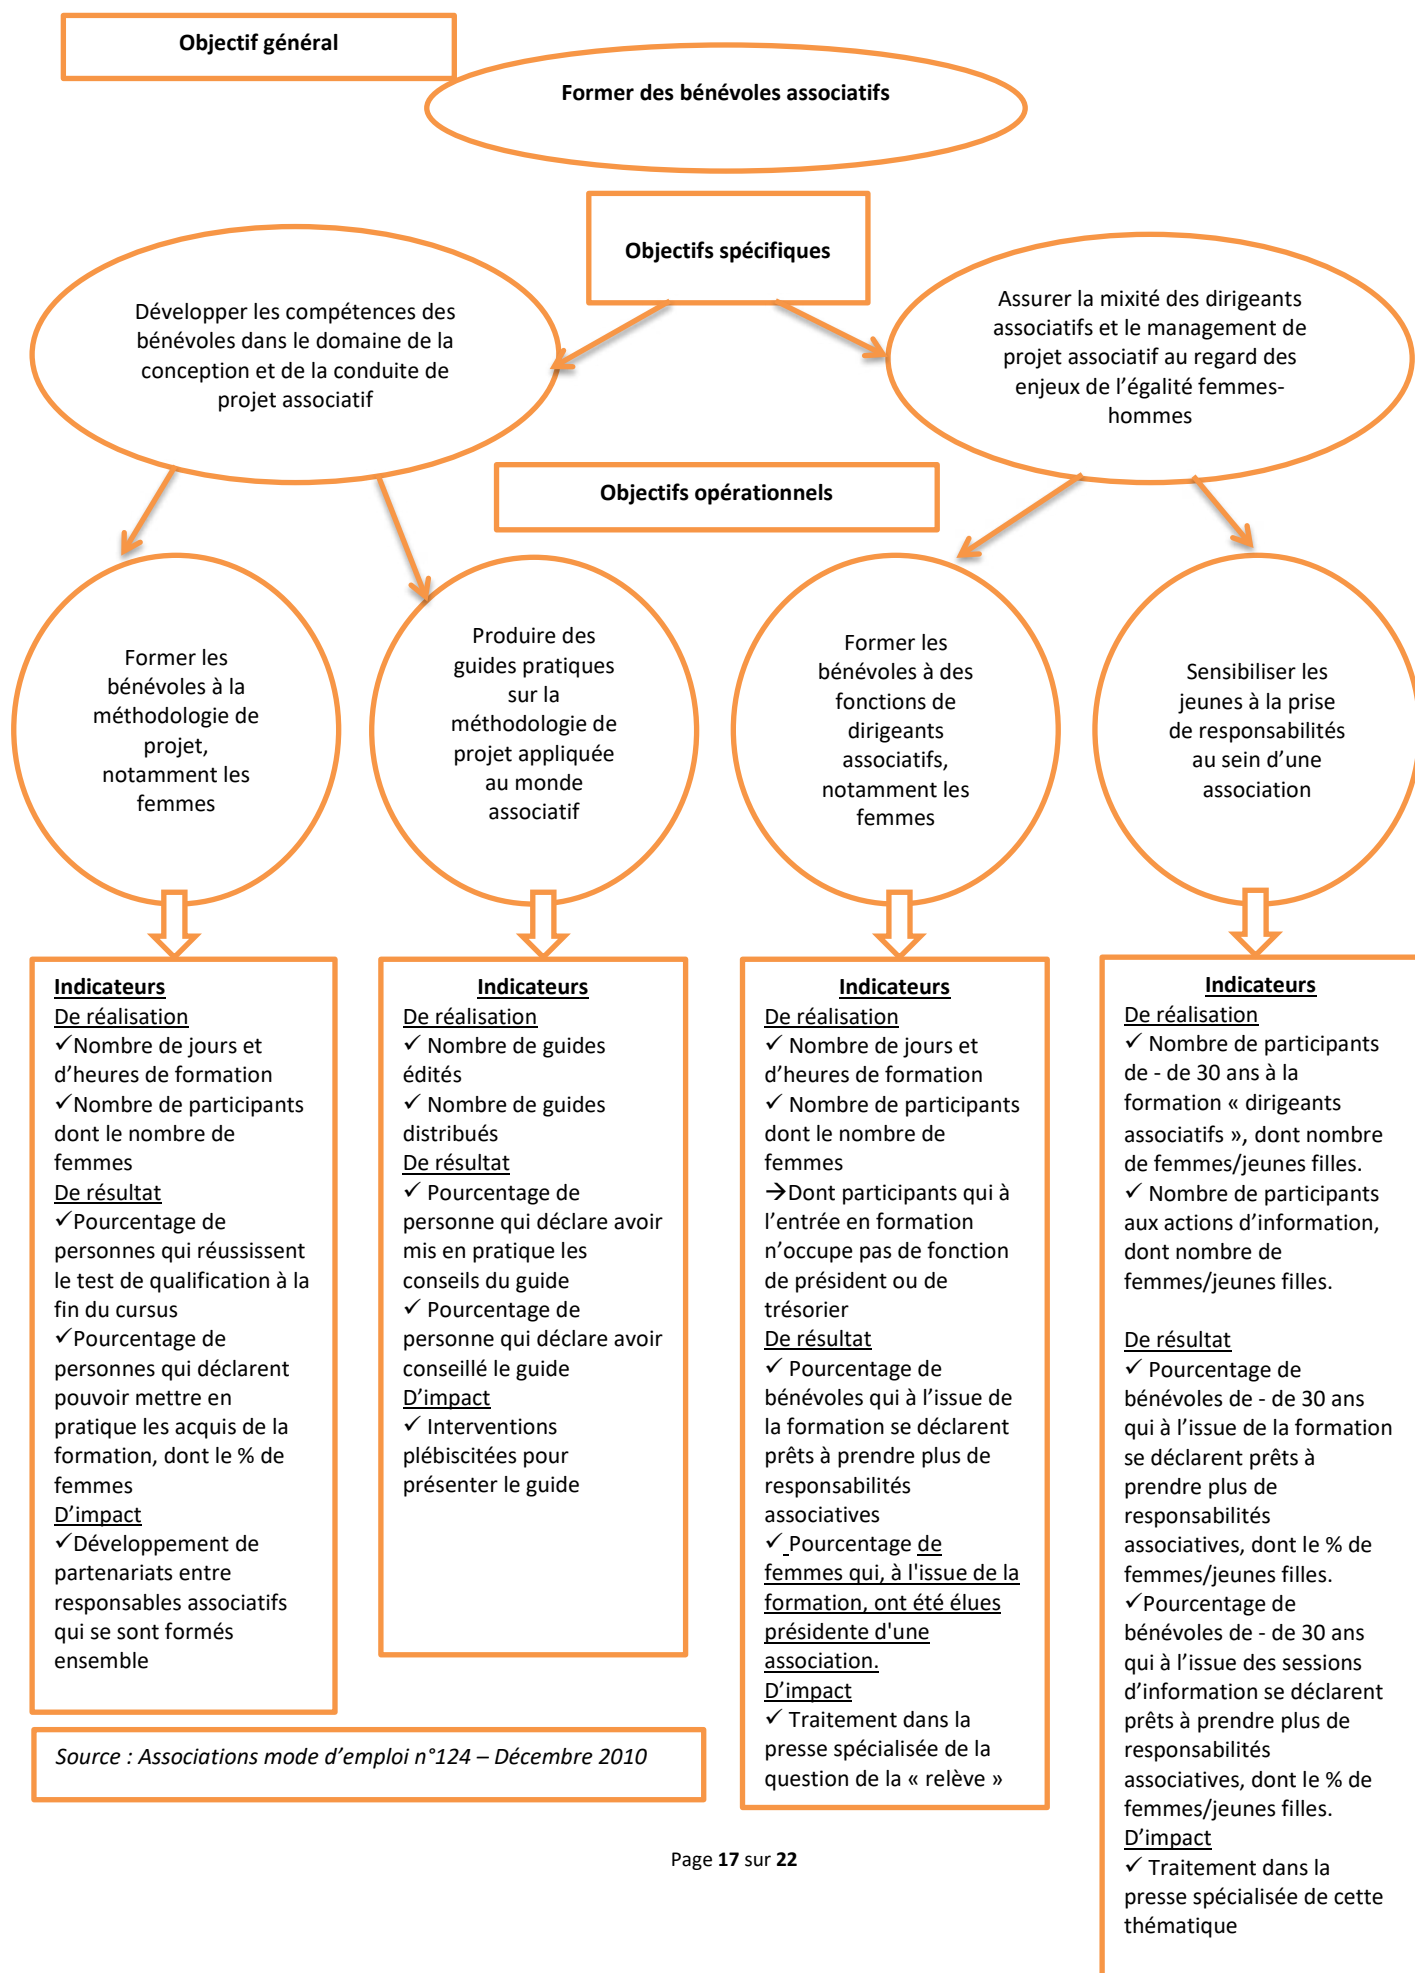 Objectif général
Former des bénévoles associatifs
Objectifs spécifiques
Développer les compétences des
bénévoles dans le domaine de la
conception et de la conduite de
projet associatif
Assurer la mixité des dirigeants
associatifs et le management de
projet associatif au regard des
enjeux de l’égalité femmes-
hommes
Objectifs opérationnels
Former les
bénévoles à la
méthodologie de
projet,
notamment les
femmes
Produire des
guides pratiques
sur la
méthodologie de
projet appliquée
au monde
associatif
Former les
bénévoles à des
fonctions de
dirigeants
associatifs,
notamment les
femmes
Sensibiliser les
jeunes à la prise
de responsabilités
au sein d’une
association
Indicateurs
De réalisation
✓Nombre de jours et
d’heures de formation
✓Nombre de participants
dont le nombre de
femmes
De résultat
✓Pourcentage de
personnes qui réussissent
le test de qualification à la
fin du cursus
✓Pourcentage de
personnes qui déclarent
pouvoir mettre en
pratique les acquis de la
formation, dont le % de
femmes
D’impact
✓Développement de
partenariats entre
responsables associatifs
qui se sont formés
ensemble
Indicateurs
De réalisation
✓ Nombre de guides
édités
✓ Nombre de guides
distribués
De résultat
✓ Pourcentage de
personne qui déclare avoir
mis en pratique les
conseils du guide
✓ Pourcentage de
personne qui déclare avoir
conseillé le guide
D’impact
✓ Interventions
plébiscitées pour
présenter le guide
Indicateurs
De réalisation
✓ Nombre de jours et
d’heures de formation
✓ Nombre de participants
dont le nombre de
femmes
→Dont participants qui à
l’entrée en formation
n’occupe pas de fonction
de président ou de
trésorier
De résultat
✓ Pourcentage de
bénévoles qui à l’issue de
la formation se déclarent
prêts à prendre plus de
responsabilités
associatives
✓ Pourcentage de
femmes qui, à l'issue de la
formation, ont été élues
présidente d'une
association.
D’impact
✓ Traitement dans la
presse spécialisée de la
question de la « relève »
Indicateurs
De réalisation
✓ Nombre de participants
de - de 30 ans à la
formation « dirigeants
associatifs », dont nombre
de femmes/jeunes filles.
✓ Nombre de participants
aux actions d’information,
dont nombre de
femmes/jeunes filles.
De résultat
✓ Pourcentage de
bénévoles de - de 30 ans
qui à l’issue de la formation
se déclarent prêts à
prendre plus de
responsabilités
associatives, dont le % de
femmes/jeunes filles.
✓Pourcentage de
bénévoles de - de 30 ans
qui à l’issue des sessions
d’information se déclarent
prêts à prendre plus de
responsabilités
associatives, dont le % de
femmes/jeunes filles.
D’impact
✓ Traitement dans la
presse spécialisée de cette
thématique
Source : Associations mode d’emploi n°124 – Décembre 2010
Page 17 sur 22